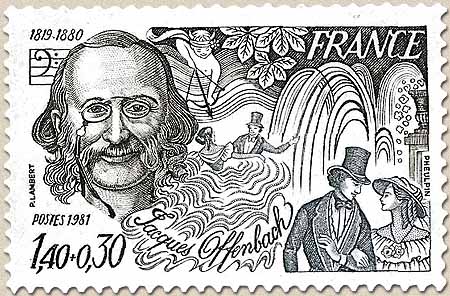 1819-1880
FRANCE
P. LAMBERT
PHEULPIN
POSTES 1981
Jacques Offenbach
1,40+0,30